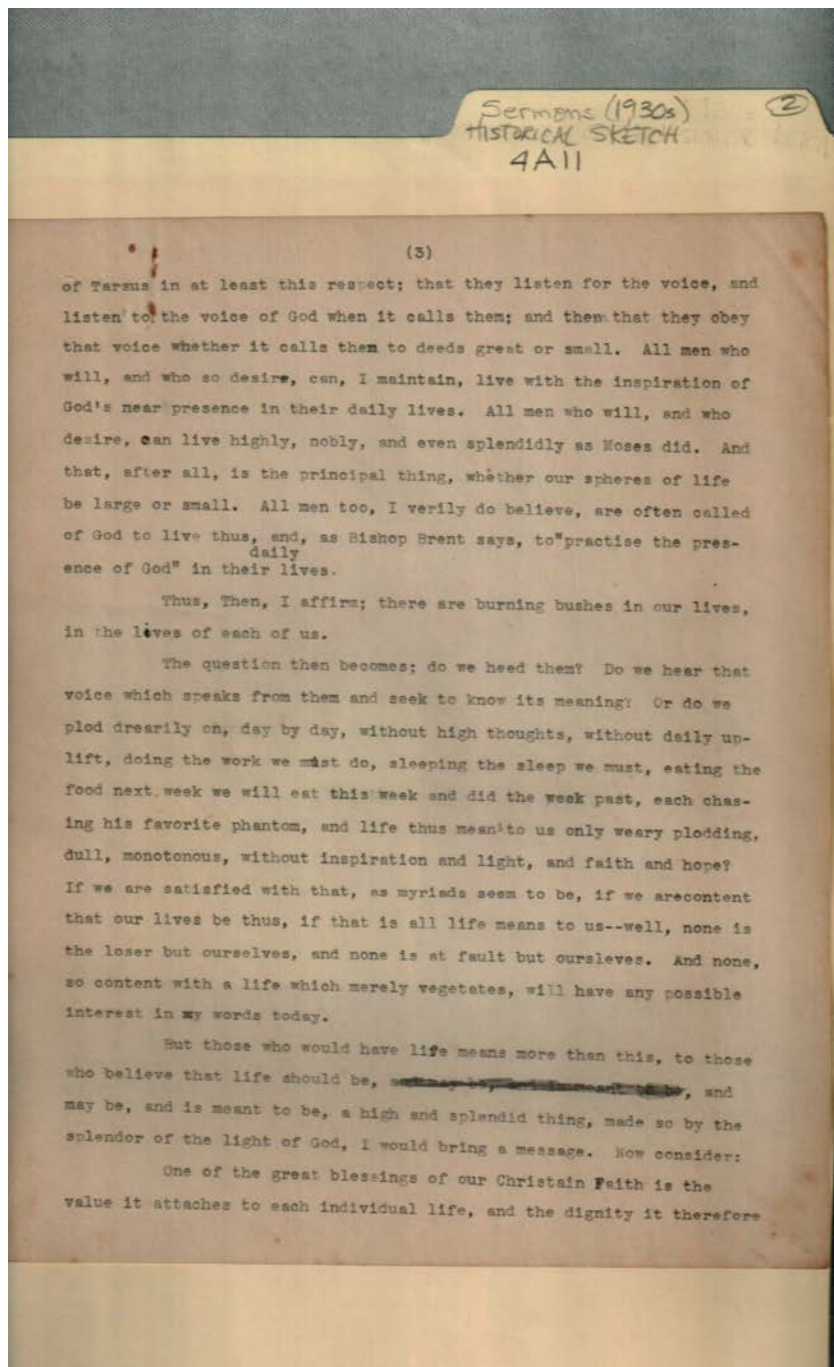 Sermons (1930s)
2
HISTORICAL SKETCH
4A11
(3)
of Tarsus in at least this respect; that they listen for the voice, and
listen to the voice of God when it calls them; and then that they obey
that voice whether it calls them to deeds great or small. All men who
will, and who so desire, can, I maintain, live with the inspiration of
God's near presence in their daily lives. All men who will, and who
desire, can live highly, nobly, and even splendidly as Moses did. And
that, after all, is the principal thing, whether our spheres of life
be large or small. All men too, I verily do believe, are often called
of God to live thus, and, as Bishop Brent says, to"practise the pres-
daily
ence of God" in their lives.
Thus, Then, I affirm; there are burning bushes in our lives,
in the lives of each of us.
The question then becomes; do we heed them? Do we hear that
voice which speaks from them and seek to know its meaning? Or do we
plod drearily on, day by day, without high thoughts, without daily up-
lift, doing the work we must do, sleeping the sleep we must, eating the
food next week we will eat this week and did the week past, each chas-
ing his favorite phantom, and life thus mean to us only weary plodding,
dull, monotonous, without inspiration and light, and faith and hope?
If we are satisfied with that, as myriads seem to be, if we arecontent
that our lives be thus, if that is all life means to us--well, none is
the loser but ourselves, and none is at fault but oursleves. And none,
so content with a life which merely vegetates, will have any possible
interest in my words today.
But those who would have life means more than this, to those
who believe that life should be, , and
may be, and is meant to be, a high and splendid thing, made so by the
splendor of the light of God, I would bring a message. Now consider:
One of the great blessings of our Christain Faith is the
value it attaches to each individual life, and the dignity it therefore